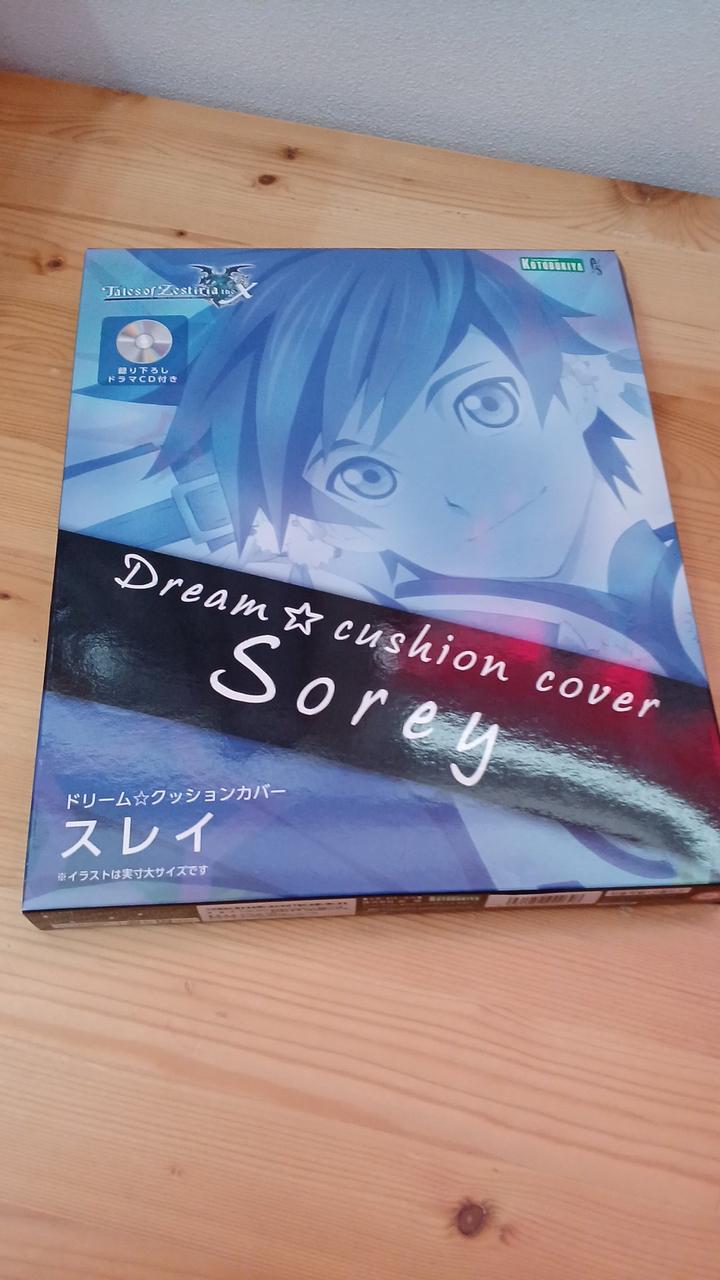 Tales of Zestiria the X
KOTOBUKIYA
録り下ろし
ドラマCD付き
Dream☆cushion cover
Sorey
ドリーム☆クッションカバー
スレイ
※イラストは実寸大サイズです
KOTOBUKIYA